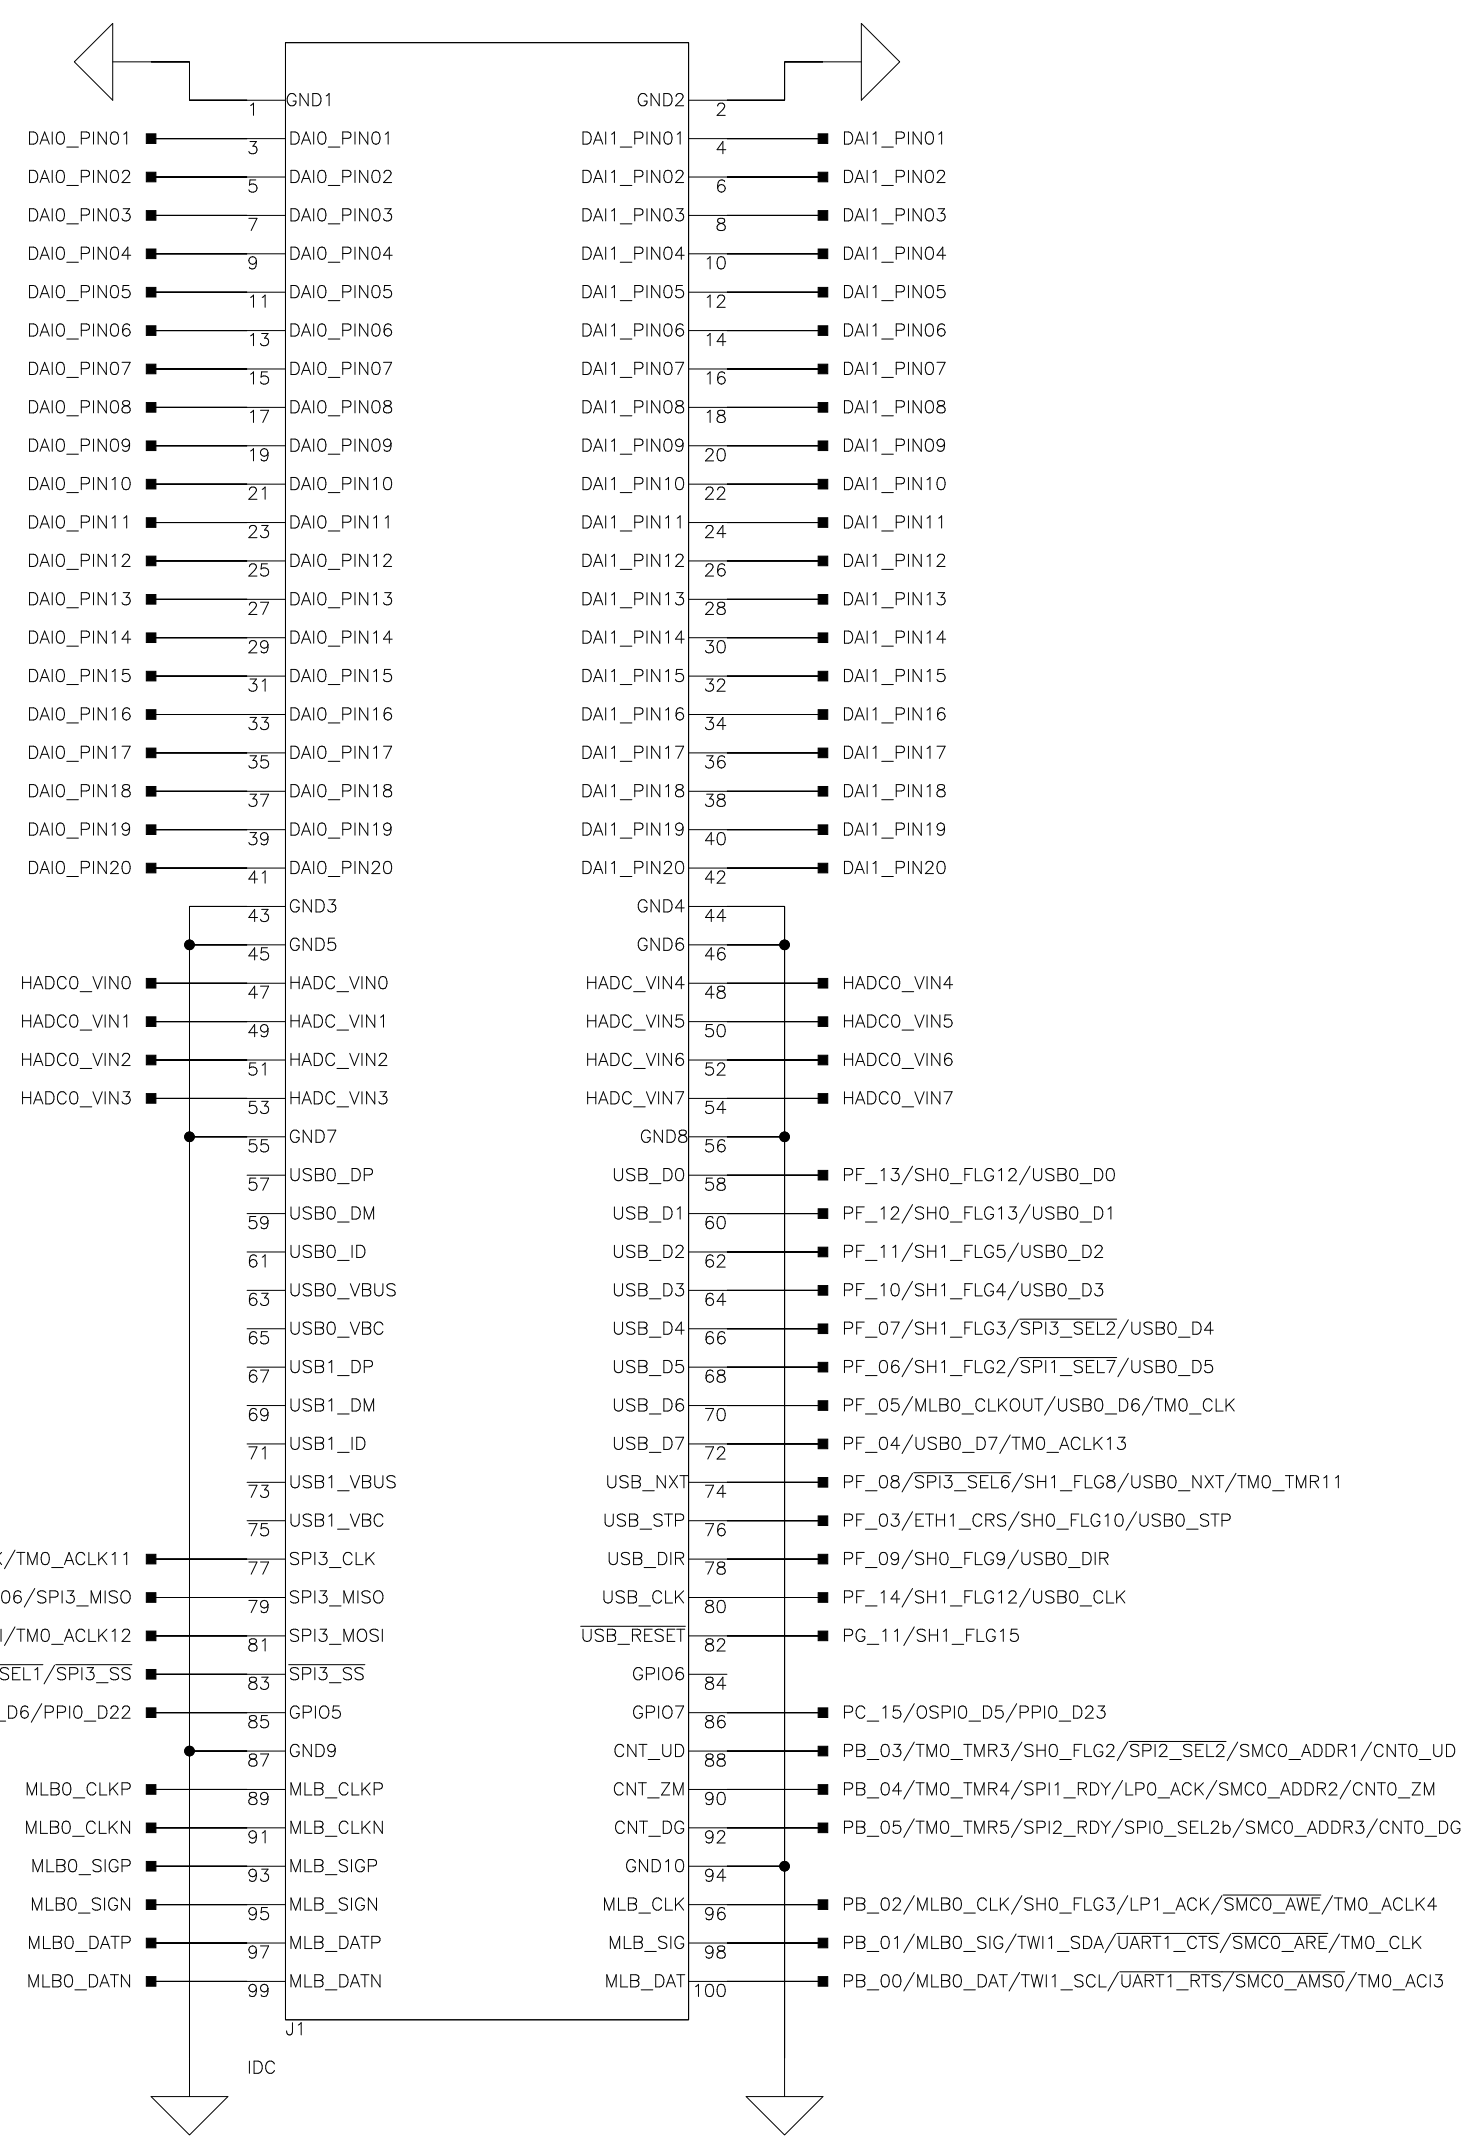 1 GND1 GND2 2
DAI0_PIN01 3 DAI0_PIN01 DAI1_PIN01 4 DAI1_PIN01
DAI0_PIN02 5 DAI0_PIN02 DAI1_PIN02 6 DAI1_PIN02
DAI0_PIN03 7 DAI0_PIN03 DAI1_PIN03 8 DAI1_PIN03
DAI0_PIN04 9 DAI0_PIN04 DAI1_PIN04 10 DAI1_PIN04
DAI0_PIN05 11 DAI0_PIN05 DAI1_PIN05 12 DAI1_PIN05
DAI0_PIN06 13 DAI0_PIN06 DAI1_PIN06 14 DAI1_PIN06
DAI0_PIN07 15 DAI0_PIN07 DAI1_PIN07 16 DAI1_PIN07
DAI0_PIN08 17 DAI0_PIN08 DAI1_PIN08 18 DAI1_PIN08
DAI0_PIN09 19 DAI0_PIN09 DAI1_PIN09 20 DAI1_PIN09
DAI0_PIN10 21 DAI0_PIN10 DAI1_PIN10 22 DAI1_PIN10
DAI0_PIN11 23 DAI0_PIN11 DAI1_PIN11 24 DAI1_PIN11
DAI0_PIN12 25 DAI0_PIN12 DAI1_PIN12 26 DAI1_PIN12
DAI0_PIN13 27 DAI0_PIN13 DAI1_PIN13 28 DAI1_PIN13
DAI0_PIN14 29 DAI0_PIN14 DAI1_PIN14 30 DAI1_PIN14
DAI0_PIN15 31 DAI0_PIN15 DAI1_PIN15 32 DAI1_PIN15
DAI0_PIN16 33 DAI0_PIN16 DAI1_PIN16 34 DAI1_PIN16
DAI0_PIN17 35 DAI0_PIN17 DAI1_PIN17 36 DAI1_PIN17
DAI0_PIN18 37 DAI0_PIN18 DAI1_PIN18 38 DAI1_PIN18
DAI0_PIN19 39 DAI0_PIN19 DAI1_PIN19 40 DAI1_PIN19
DAI0_PIN20 41 DAI0_PIN20 DAI1_PIN20 42 DAI1_PIN20
43 GND3 GND4 44
45 GND5 GND6 46
HADC0_VIN0 47 HADC_VIN0 HADC_VIN4 48 HADC0_VIN4
HADC0_VIN1 49 HADC_VIN1 HADC_VIN5 50 HADC0_VIN5
HADC0_VIN2 51 HADC_VIN2 HADC_VIN6 52 HADC0_VIN6
HADC0_VIN3 53 HADC_VIN3 HADC_VIN7 54 HADC0_VIN7
55 GND7 GND8 56
57 USB0_DP USB_D0 58 PF_13/SH0_FLG12/USB0_D0
59 USB0_DM USB_D1 60 PF_12/SH0_FLG13/USB0_D1
61 USB0_ID USB_D2 62 PF_11/SH1_FLG5/USB0_D2
63 USB0_VBUS USB_D3 64 PF_10/SH1_FLG4/USB0_D3
65 USB0_VBC USB_D4 66 PF_07/SH1_FLG3/SPI3_SEL2/USB0_D4
67 USB1_DP USB_D5 68 PF_06/SH1_FLG2/SPI1_SEL7/USB0_D5
69 USB1_DM USB_D6 70 PF_05/MLB0_CLKOUT/USB0_D6/TM0_CLK
71 USB1_ID USB_D7 72 PF_04/USB0_D7/TM0_ACLK13
73 USB1_VBUS USB_NXT 74 PF_08/SPI3_SEL6/SH1_FLG8/USB0_NXT/TM0_TMR11
75 USB1_VBC USB_STP 76 PF_03/ETH1_CRS/SH0_FLG10/USB0_STP
/TM0_ACLK11 77 SPI3_CLK USB_DIR 78 PF_09/SH0_FLG9/USB0_DIR
06/SPI3_MISO 79 SPI3_MISO USB_CLK 80 PF_14/SH1_FLG12/USB0_CLK
I/TM0_ACLK12 81 SPI3_MOSI USB_RESET 82 PG_11/SH1_FLG15
SEL1/SPI3_SS 83 SPI3_SS GPIO6 84
_D6/PPI0_D22 85 GPIO5 GPIO7 86 PC_15/OSPI0_D5/PPI0_D23
87 GND9 CNT_UD 88 PB_03/TM0_TMR3/SH0_FLG2/SPI2_SEL2/SMC0_ADDR1/CNT0_UD
MLB0_CLKP 89 MLB_CLKP CNT_ZM 90 PB_04/TM0_TMR4/SPI1_RDY/LP0_ACK/SMC0_ADDR2/CNT0_ZM
MLB0_CLKN 91 MLB_CLKN CNT_DG 92 PB_05/TM0_TMR5/SPI2_RDY/SPI0_SEL2b/SMC0_ADDR3/CNT0_DG
MLB0_SIGP 93 MLB_SIGP GND10 94
MLB0_SIGN 95 MLB_SIGN MLB_CLK 96 PB_02/MLB0_CLK/SH0_FLG3/LP1_ACK/SMC0_AWE/TM0_ACLK4
MLB0_DATP 97 MLB_DATP MLB_SIG 98 PB_01/MLB0_SIG/TWI1_SDA/UART1_CTS/SMC0_ARE/TM0_CLK
MLB0_DATN 99 MLB_DATN MLB_DAT 100 PB_00/MLB0_DAT/TWI1_SCL/UART1_RTS/SMC0_AMS0/TM0_ACI3
J1
IDC